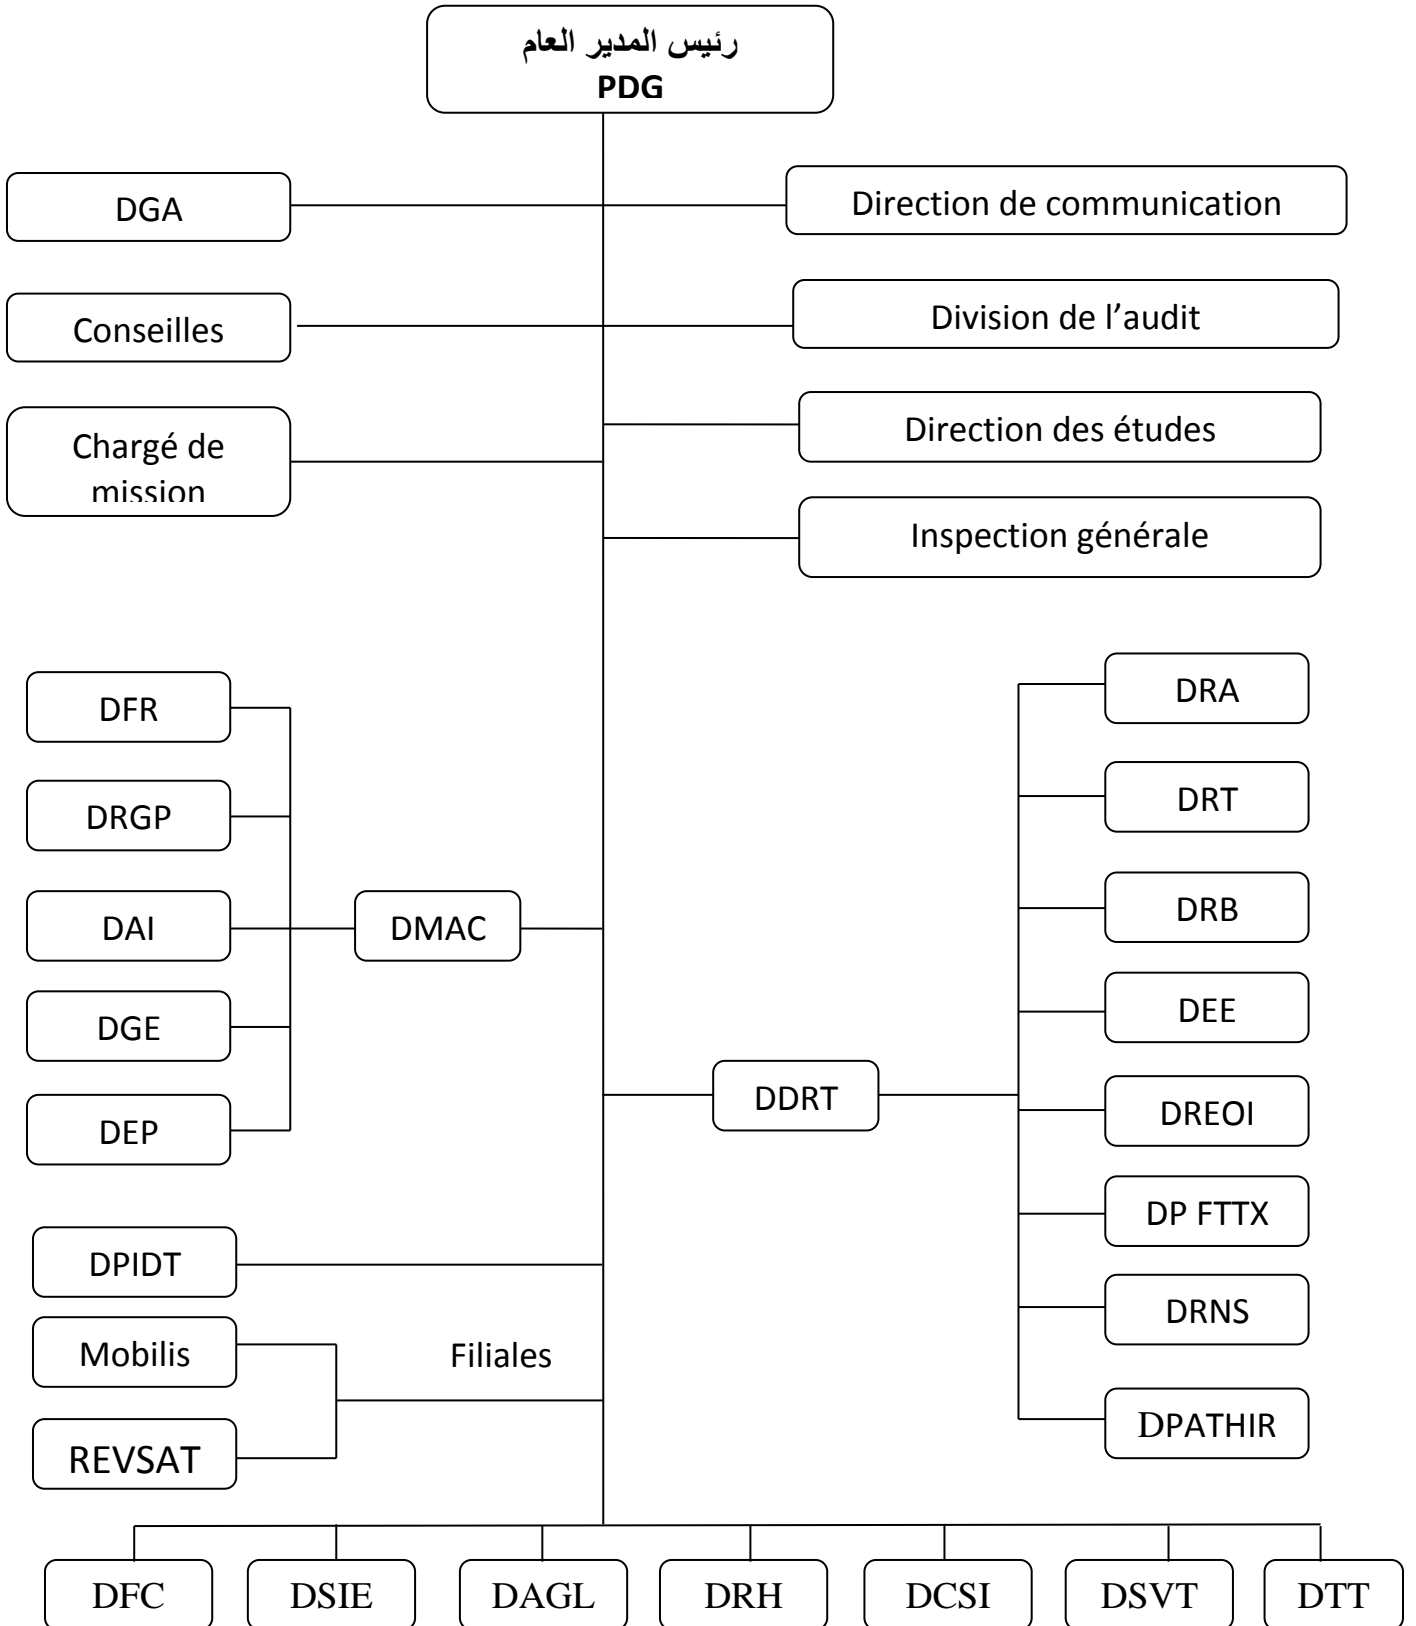 رئيس المدير العام
PDG
DGA
Direction de communication
Conseilles
Division de l’audit
Chargé de
mission
Direction des études
Inspection générale
DFR
DRGP
DAI
DGE
DEP
DMAC
DDRT
DRA
DRT
DRB
DEE
DREOI
DP FTTX
DRNS
DPATHIR
DPIDT
Mobilis
REVSAT
Filiales
DFC
DSIE
DAGL
DRH
DCSI
DSVT
DTT